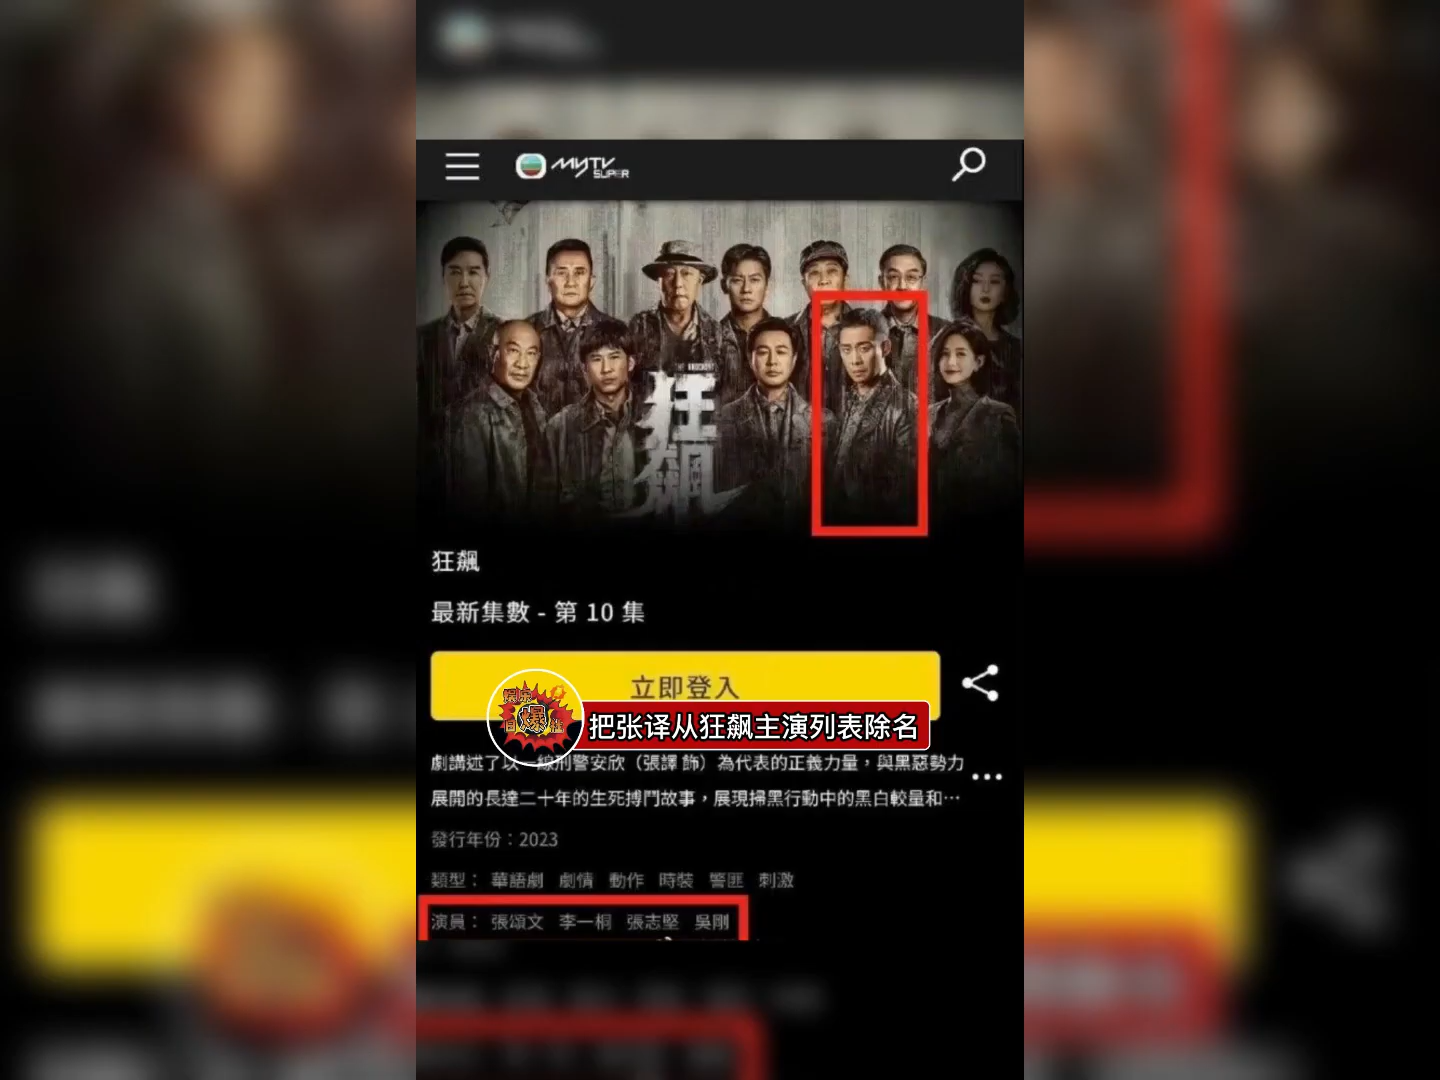 myTV SUPER
THE KNOCKOUT
狂飆
狂飆
最新集數 - 第 10 集
立即登入
把张译从狂飙主演列表除名
劇講述了以一線刑警安欣（張譯 飾）為代表的正義力量，與黑惡勢力
展開的長達二十年的生死搏鬥故事，展現掃黑行動中的黑白較量和…
發行年份：2023
類型： 華語劇 劇情 動作 時裝 警匪 刺激
演員： 張頌文 李一桐 張志堅 吳剛